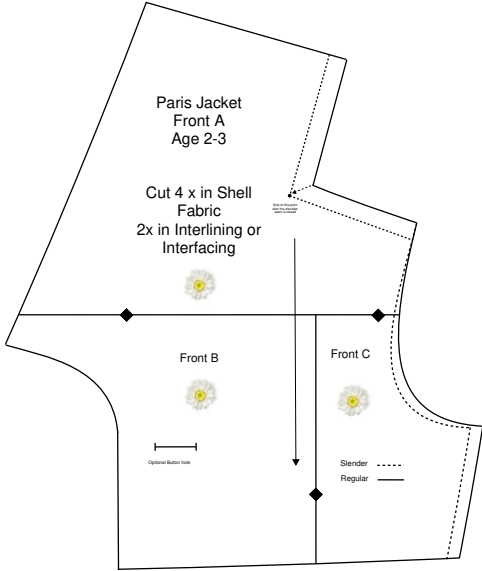 Paris Jacket
Front A
Age 2-3
Cut 4 x in Shell
Fabric
2x in Interlining or
Interfacing
Front B
Front C
Optional Button hole
Slender
Regular